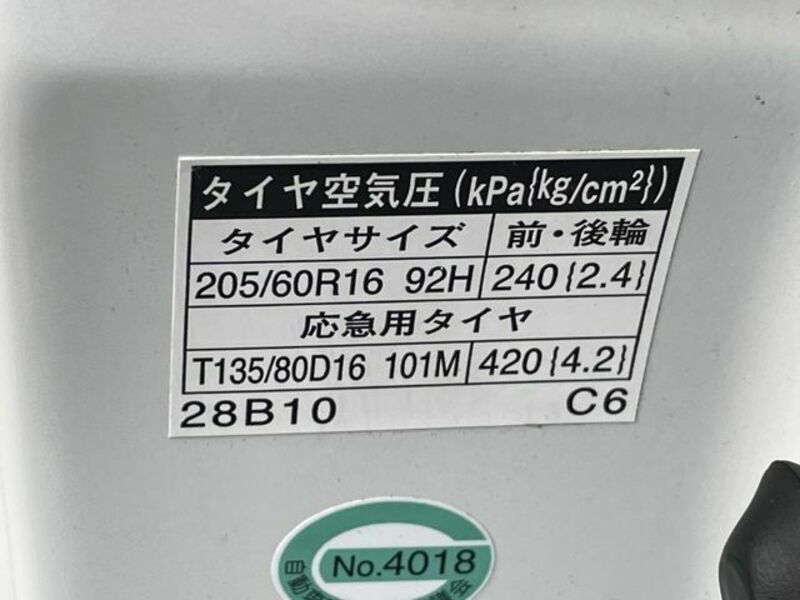 タイヤ空気圧(kPa{kg/cm²})
タイヤサイズ 前・後輪
205/60R16 92H 240{2.4}
応急用タイヤ
T135/80D16 101M 420{4.2}
28B10 C6
No.4018
自動